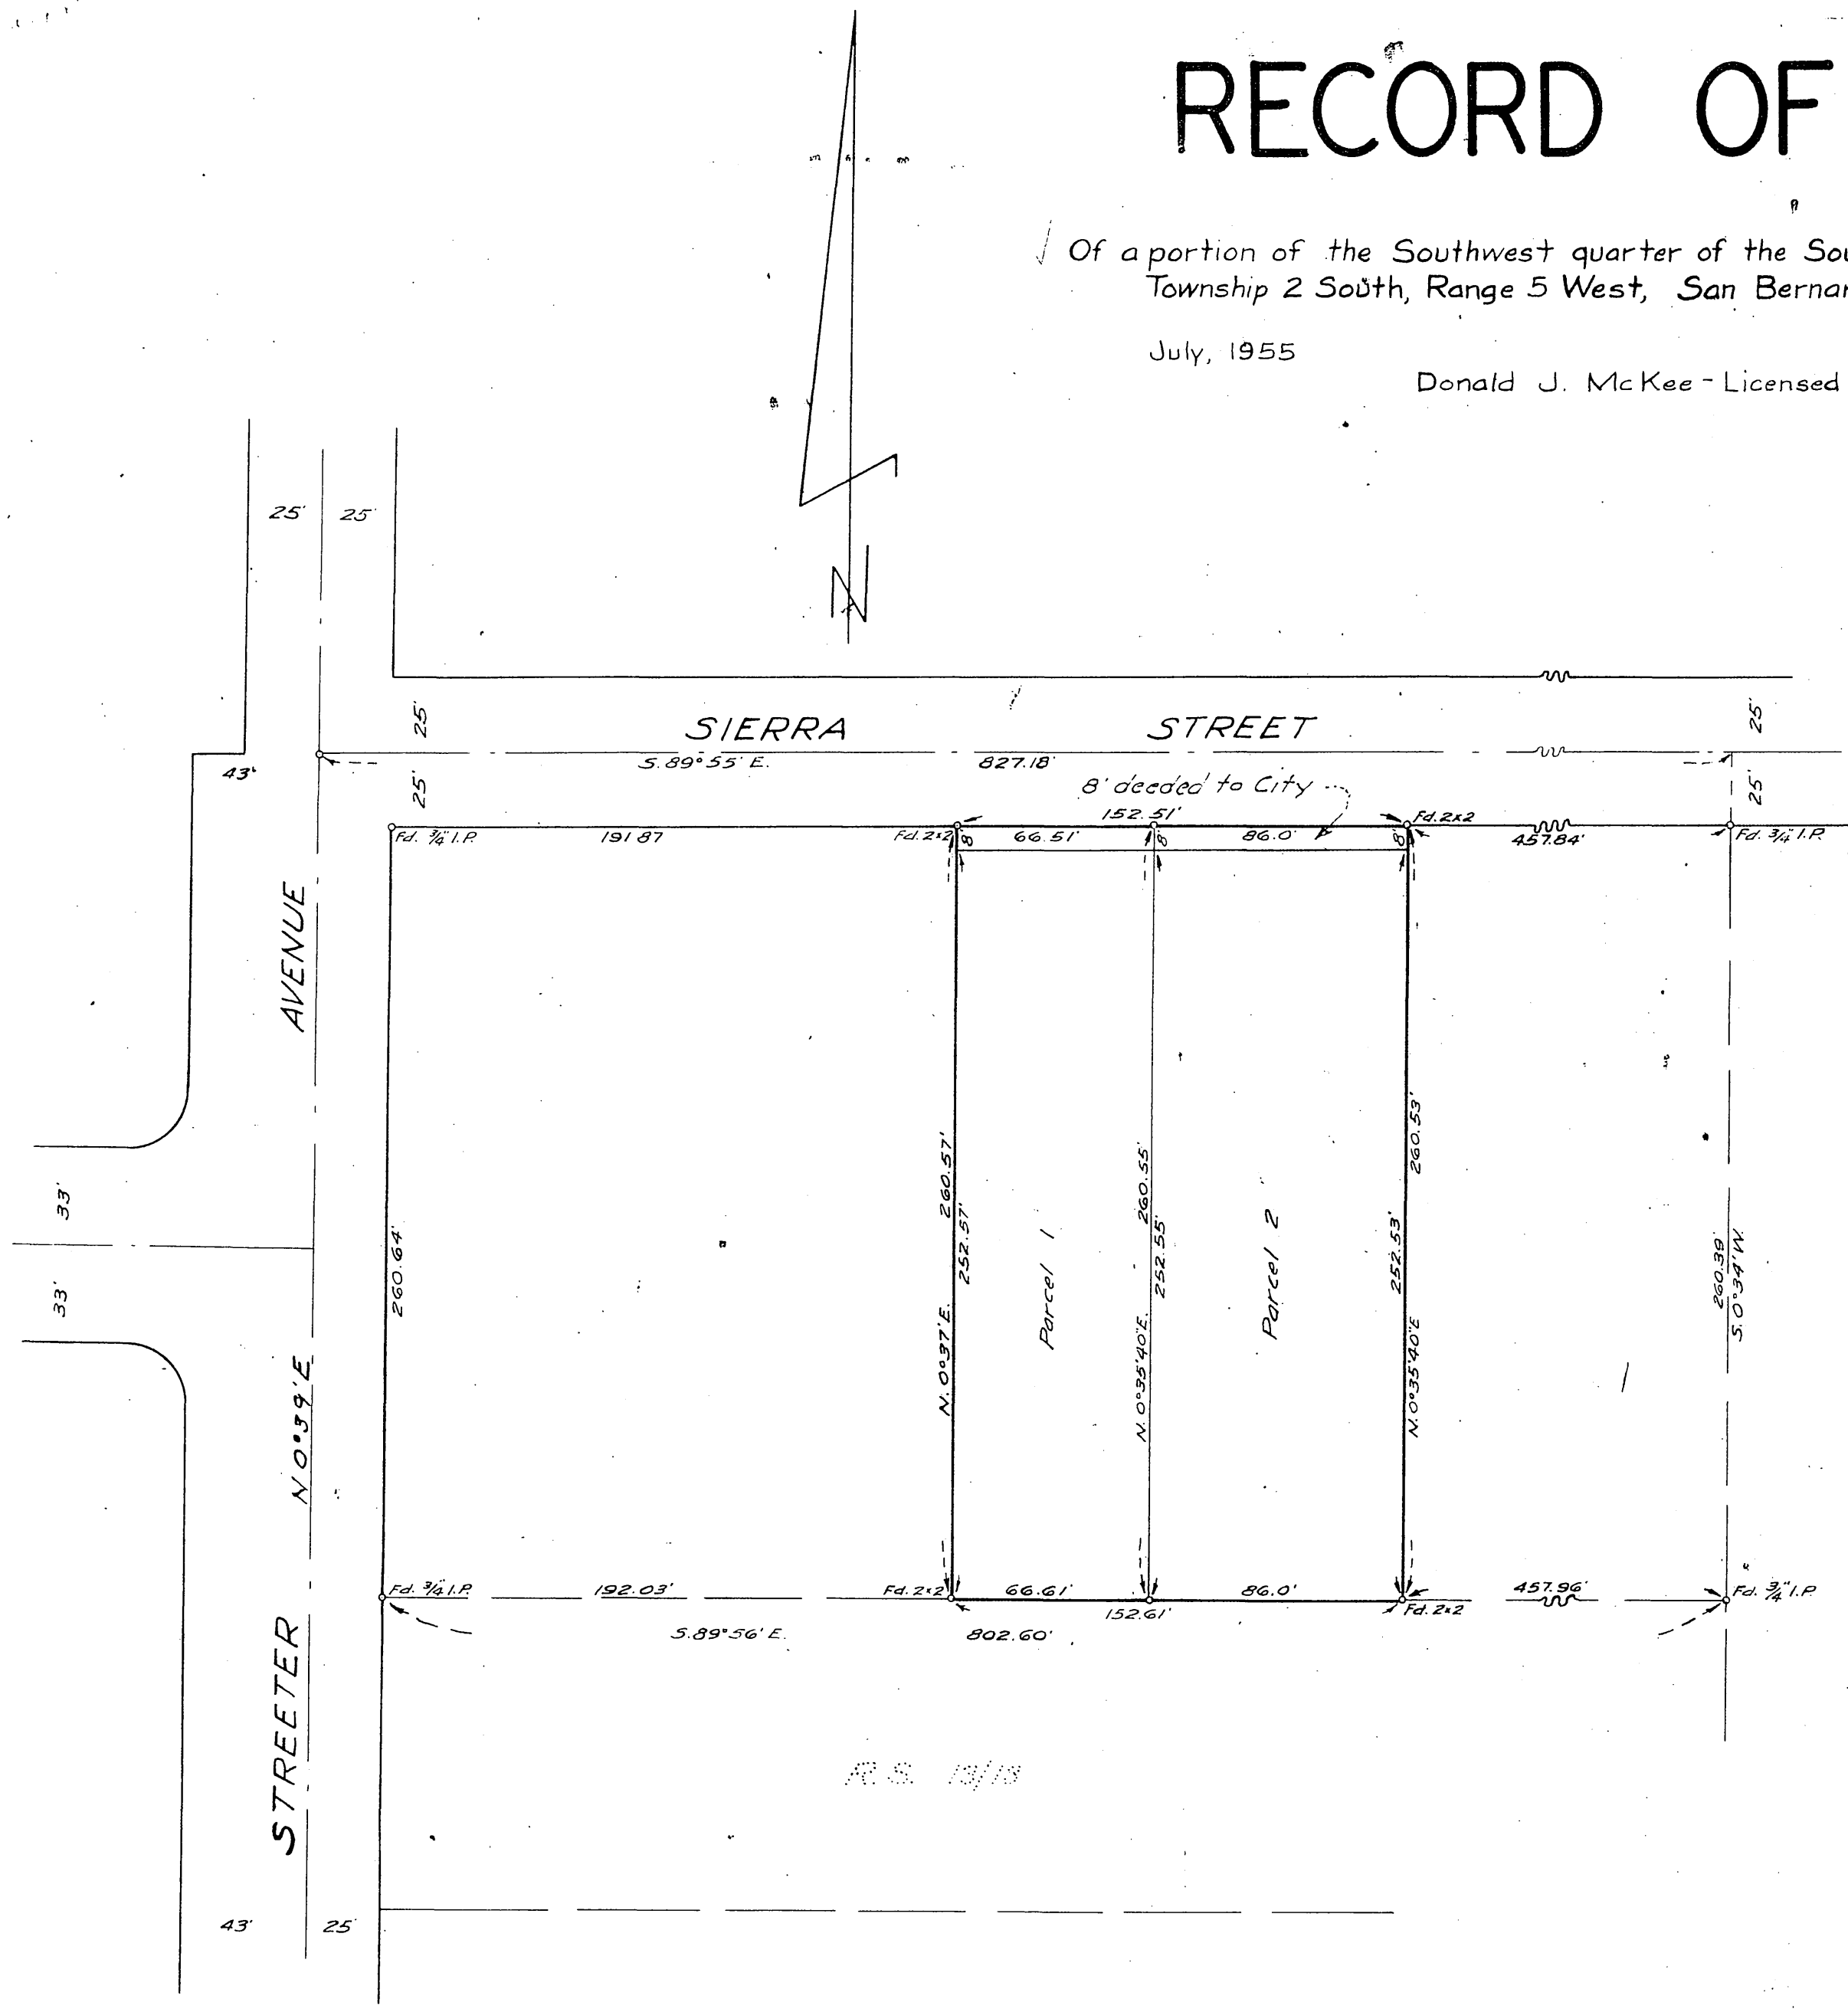 RECORD OF
Of a portion of the Southwest quarter of the Sou
Township 2 South, Range 5 West, San Bernar
July, 1955
Donald J. McKee - Licensed
25' 25'
N
25' 25'
SIERRA STREET
43' S.89°55'E. 827.18'
25' 25'
8' deeded to City
152.51' Fd.2x2
Fd. 3/4" I.P. 191.87 Fd.2x2 8' 66.51' 8' 86.0' 8' 457.84' Fd. 3/4" I.P.
AVENUE
260.57' 260.55' 260.53'
252.57' 252.55' 252.53'
33'
33'
260.64'
Parcel 1
Parcel 2
260.39'
S.0°34'W.
N.0°37'E. N.0°35'40"E. N.0°35'40"E
N0°39'E
Fd. 3/4" I.P. 192.03' Fd.2x2 66.61' 86.0' 457.96' Fd. 3/4" I.P.
152.61' Fd.2x2
S.89°56'E. 802.60'
STREETER
R.S. 13/13
43' 25'